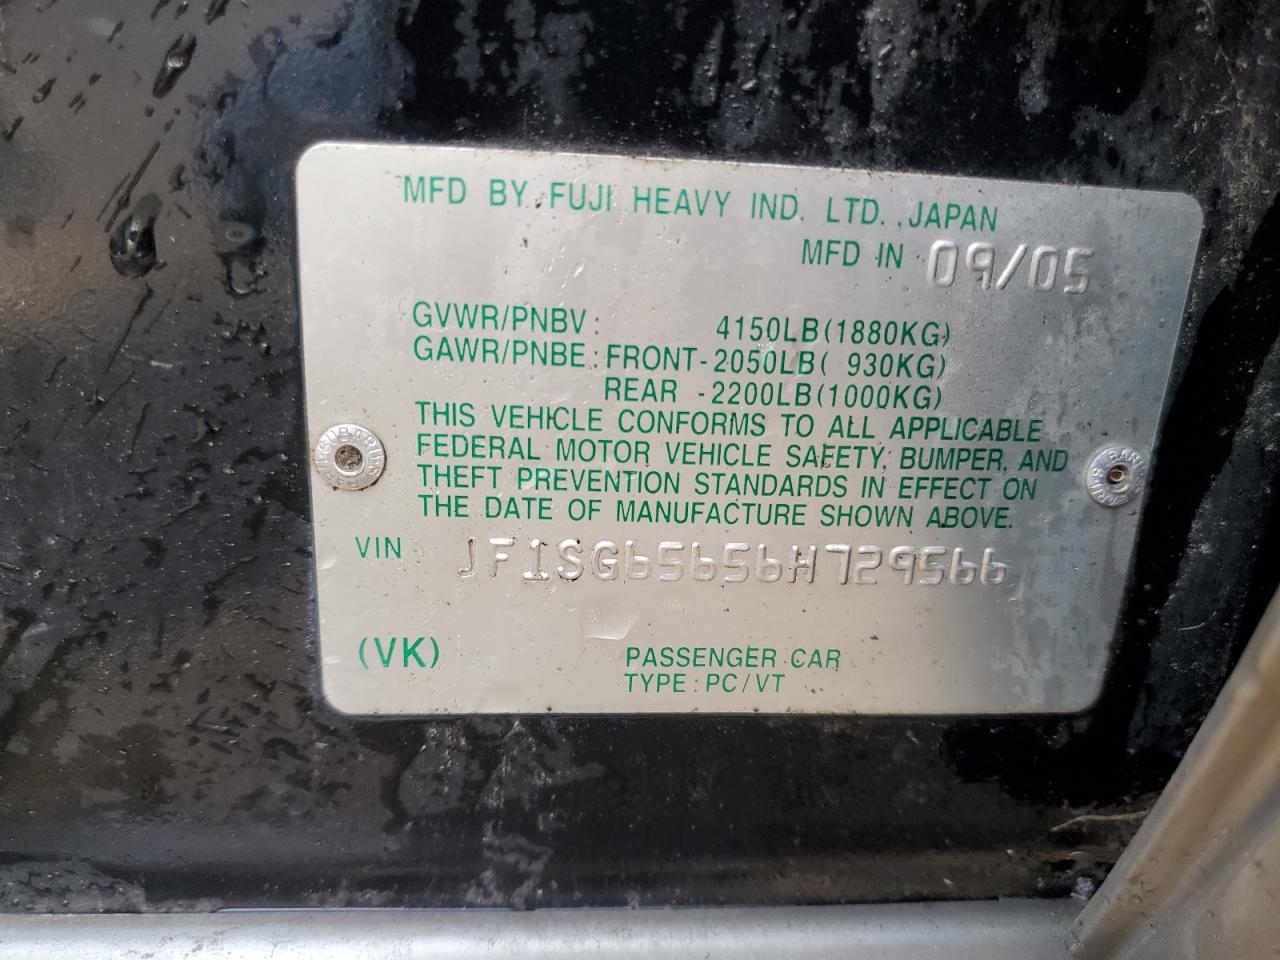 MFD BY FUJI HEAVY IND. LTD., JAPAN
MFD IN 09/05
GVWR/PNBV: 4150LB(1880KG)
GAWR/PNBE: FRONT-2050LB( 930KG)
REAR -2200LB(1000KG)
THIS VEHICLE CONFORMS TO ALL APPLICABLE
FEDERAL MOTOR VEHICLE SAFETY, BUMPER, AND
THEFT PREVENTION STANDARDS IN EFFECT ON
THE DATE OF MANUFACTURE SHOWN ABOVE.
VIN JF1SG65656H729566
(VK) PASSENGER CAR
TYPE: PC/VT